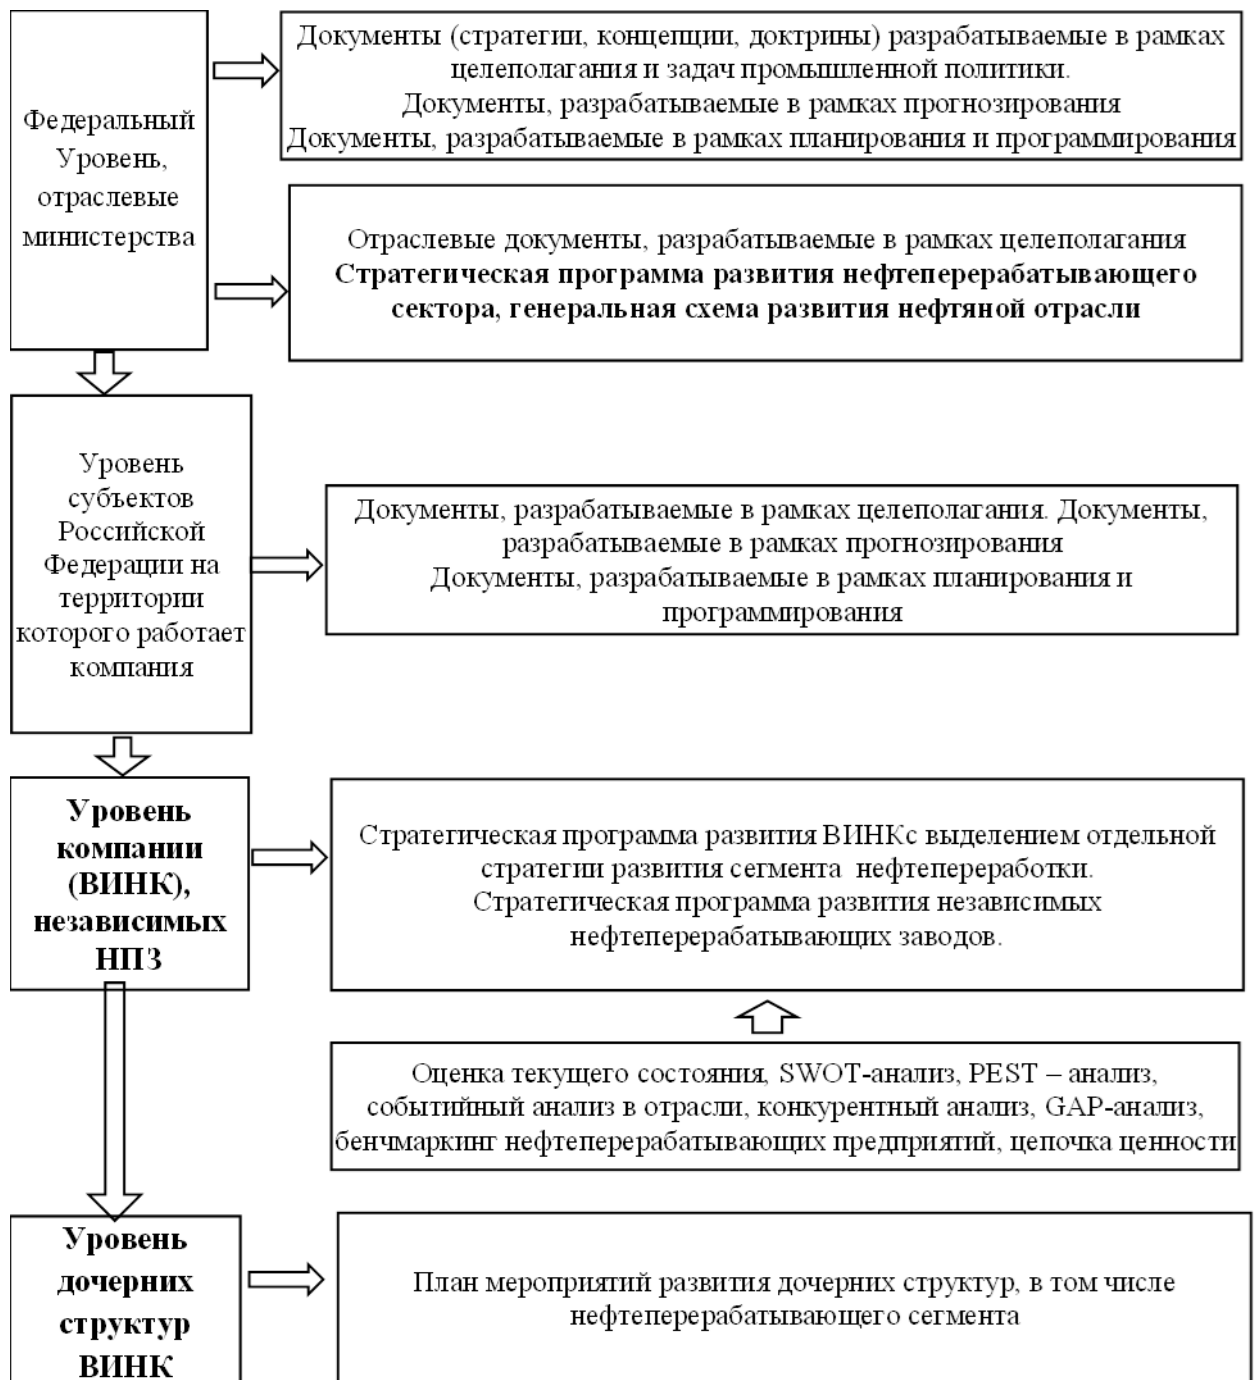 Федеральный
Уровень,
отраслевые
министерства
Документы (стратегии, концепции, доктрины) разрабатываемые в рамках
целеполагания и задач промышленной политики.
Документы, разрабатываемые в рамках прогнозирования
Документы, разрабатываемые в рамках планирования и программирования
Отраслевые документы, разрабатываемые в рамках целеполагания
Стратегическая программа развития нефтеперерабатывающего
сектора, генеральная схема развития нефтяной отрасли
Уровень
субъектов
Российской
Федерации на
территории
которого работает
компания
Документы, разрабатываемые в рамках целеполагания. Документы,
разрабатываемые в рамках прогнозирования
Документы, разрабатываемые в рамках планирования и
программирования
Уровень
компании
(ВИНК),
независимых
НПЗ
Стратегическая программа развития ВИНКс выделением отдельной
стратегии развития сегмента нефтепереработки.
Стратегическая программа развития независимых
нефтеперерабатывающих заводов.
Оценка текущего состояния, SWOT-анализ, PEST – анализ,
событийный анализ в отрасли, конкурентный анализ, GAP-анализ,
бенчмаркинг нефтеперерабатывающих предприятий, цепочка ценности
Уровень
дочерних
структур
ВИНК
План мероприятий развития дочерних структур, в том числе
нефтеперерабатывающего сегмента